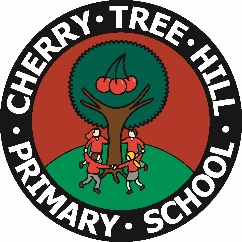 CHERRY · TREE · HILL
PRIMARY · SCHOOL